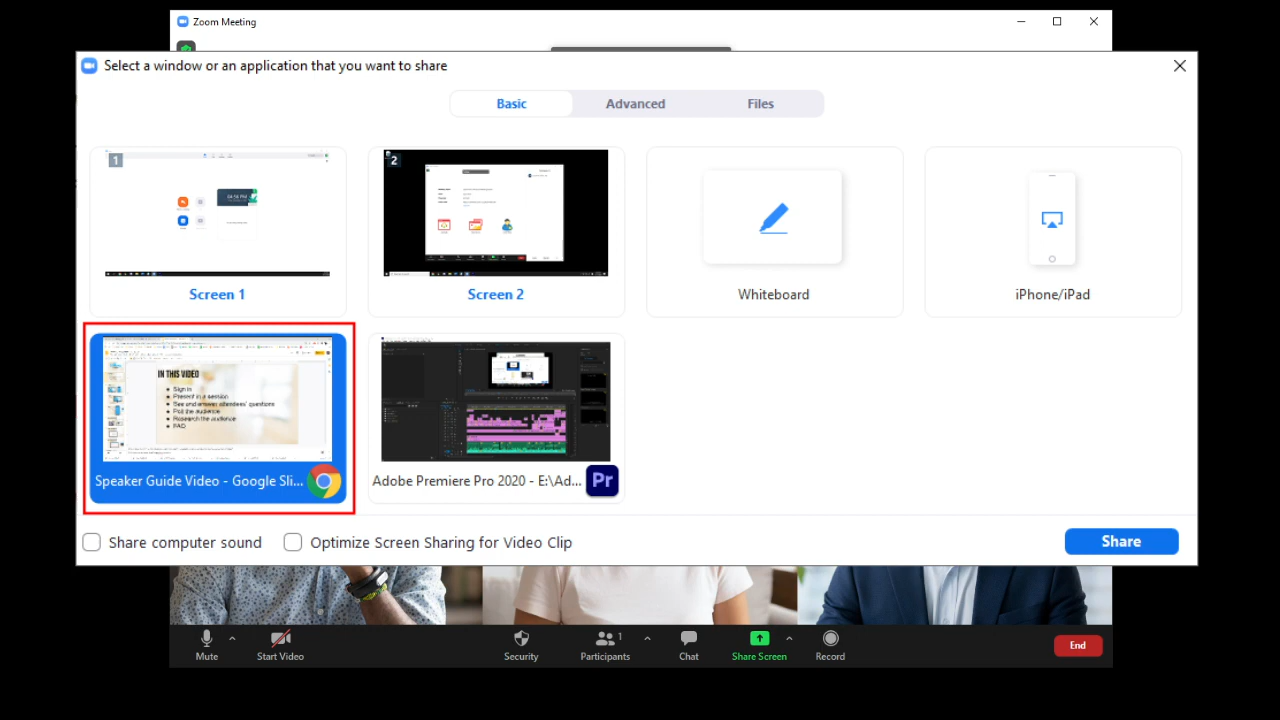 Zoom Meeting
Select a window or an application that you want to share
Basic
Advanced
Files
1
2
04:56 PM
Screen 1
Screen 2
Whiteboard
iPhone/iPad
IN THIS VIDEO
Sign in
Present in a session
See and answer attendees' questions
Poll the audience
Research the audience
FAQ
Speaker Guide Video - Google Sli...
Adobe Premiere Pro 2020 - E:\Ad...
Pr
Share computer sound
Optimize Screen Sharing for Video Clip
Share
Mute
Start Video
Security
Participants
1
Chat
Share Screen
Record
End